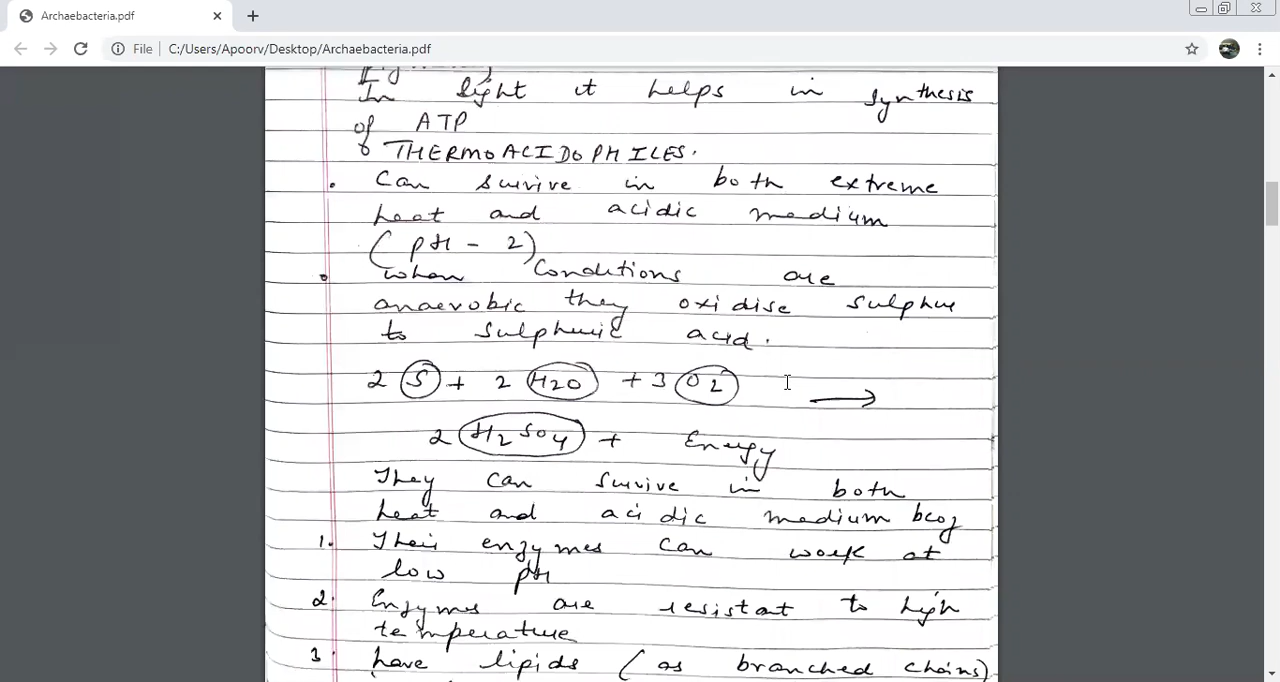 Archaebacteria.pdf
File C:/Users/Apoorv/Desktop/Archaebacteria.pdf
In light it helps in synthesis
of ATP
THERMOACIDOPHILES.
Can survive in both extreme
heat and acidic medium
(pH - 2)
when conditions are
anaerobic they oxidise sulphur
to sulphuric acid.
2 S + 2 H2O + 3 O2 →
2 H2SO4 + Energy
They can survive in both
heat and acidic medium bcoz
1. Their enzymes can work at
low pH
2. Enzymes are resistant to high
temperature
3. have lipids (as branched chains)